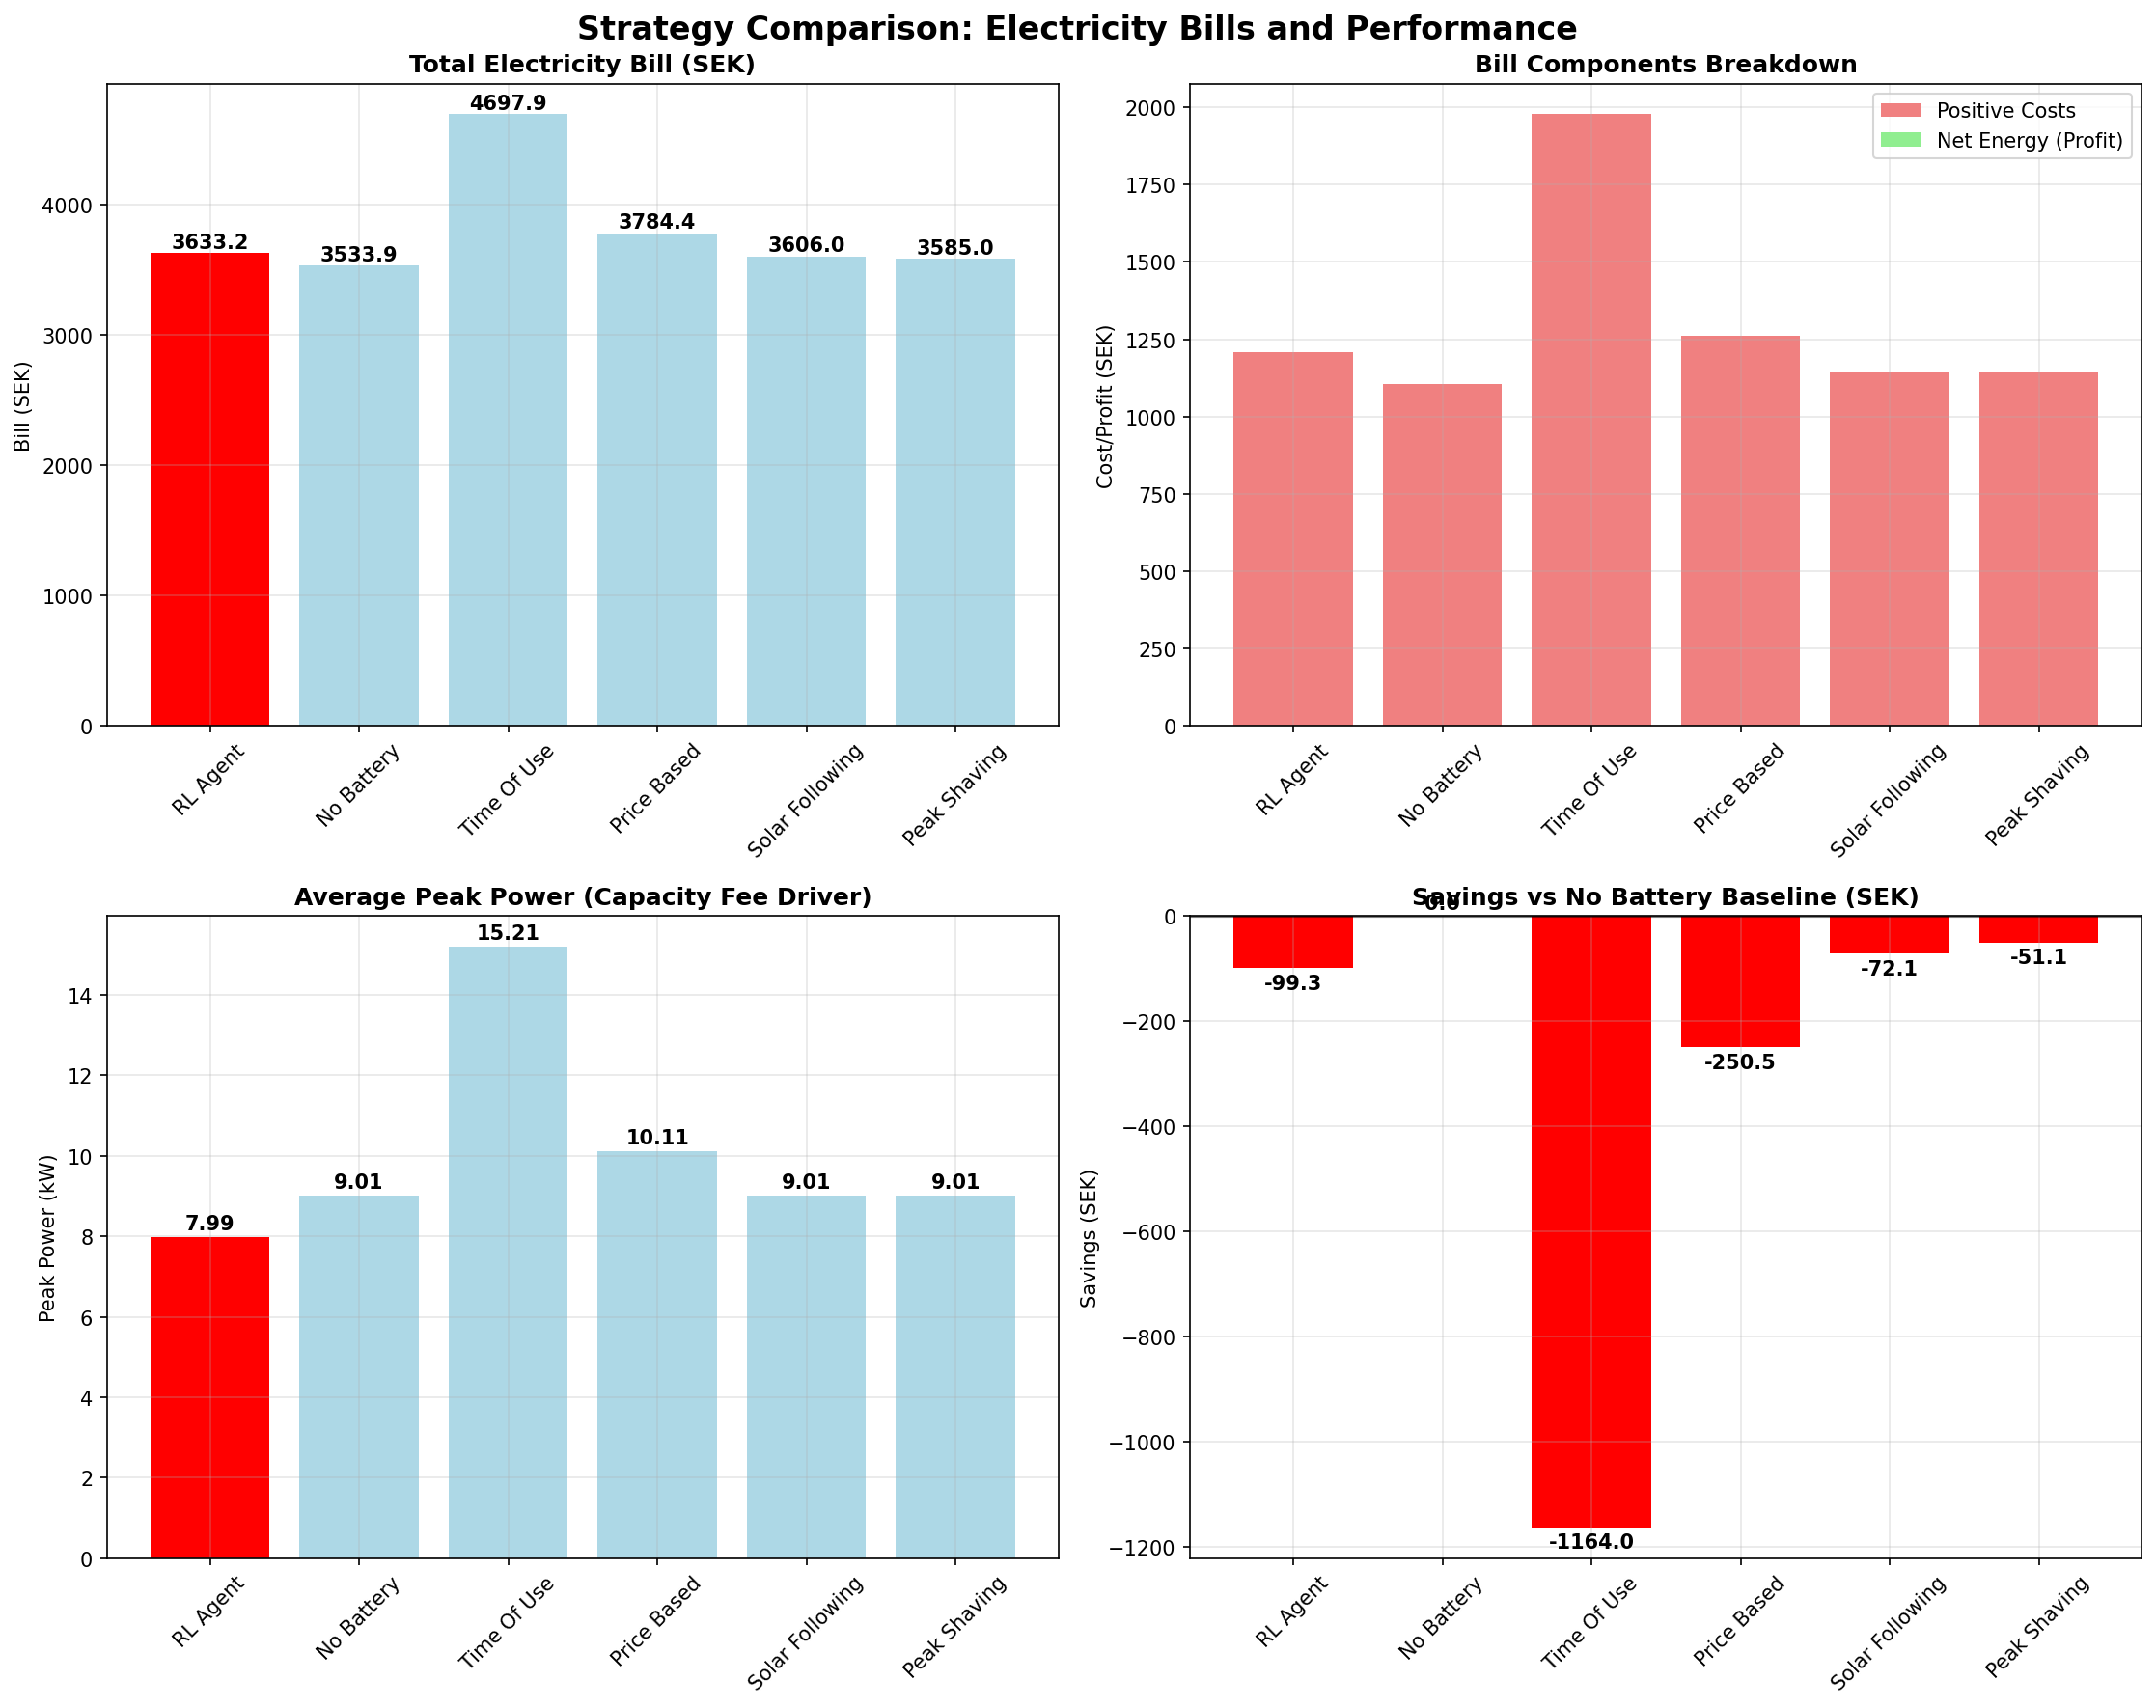 Strategy Comparison: Electricity Bills and Performance
Total Electricity Bill (SEK)
Bill (SEK)
4000
3000
2000
1000
0
3633.2
3533.9
4697.9
3784.4
3606.0
3585.0
RL Agent
No Battery
Time Of Use
Price Based
Solar Following
Peak Shaving
Bill Components Breakdown
Cost/Profit (SEK)
2000
1750
1500
1250
1000
750
500
250
0
Positive Costs
Net Energy (Profit)
RL Agent
No Battery
Time Of Use
Price Based
Solar Following
Peak Shaving
Average Peak Power (Capacity Fee Driver)
Peak Power (kW)
14
12
10
8
6
4
2
0
7.99
9.01
15.21
10.11
9.01
9.01
RL Agent
No Battery
Time Of Use
Price Based
Solar Following
Peak Shaving
Savings vs No Battery Baseline (SEK)
Savings (SEK)
0
−200
−400
−600
−800
−1000
−1200
-99.3
0.0
-1164.0
-250.5
-72.1
-51.1
RL Agent
No Battery
Time Of Use
Price Based
Solar Following
Peak Shaving